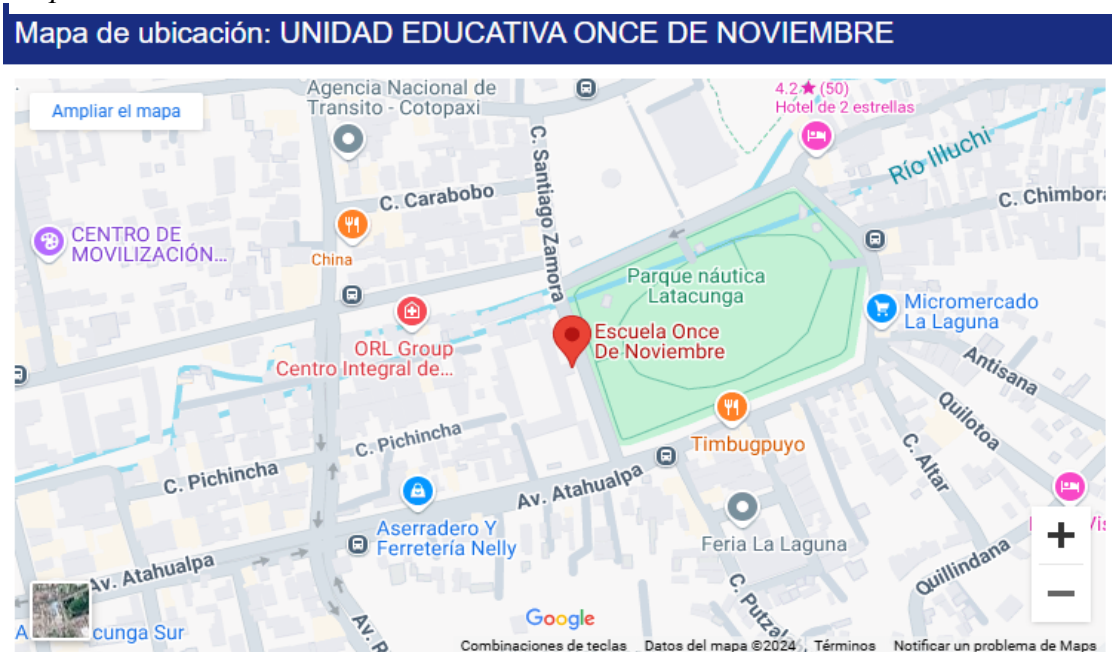 Mapa de ubicación: UNIDAD EDUCATIVA ONCE DE NOVIEMBRE
Ampliar el mapa
Agencia Nacional de
Transito - Cotopaxi
4.2★ (50)
Hotel de 2 estrellas
Río Illuchi
C. Santiago Zamora
C. Carabobo
C. Chimbor
CENTRO DE
MOVILIZACIÓN...
China
Parque náutica
Latacunga
Micromercado
La Laguna
ORL Group
Centro Integral de...
Escuela Once
De Noviembre
Antisana
Quilotoa
C. Pichincha
Timbugpuyo
C. Altar
C. Pichincha
Av. Atahualpa
Aserradero Y
Ferretería Nelly
Feria La Laguna
Quillindana
Av. Atahualpa
C. Putzal
Av. R
A
cunga Sur
Google
Combinaciones de teclas
Datos del mapa ©2024
Términos
Notificar un problema de Maps